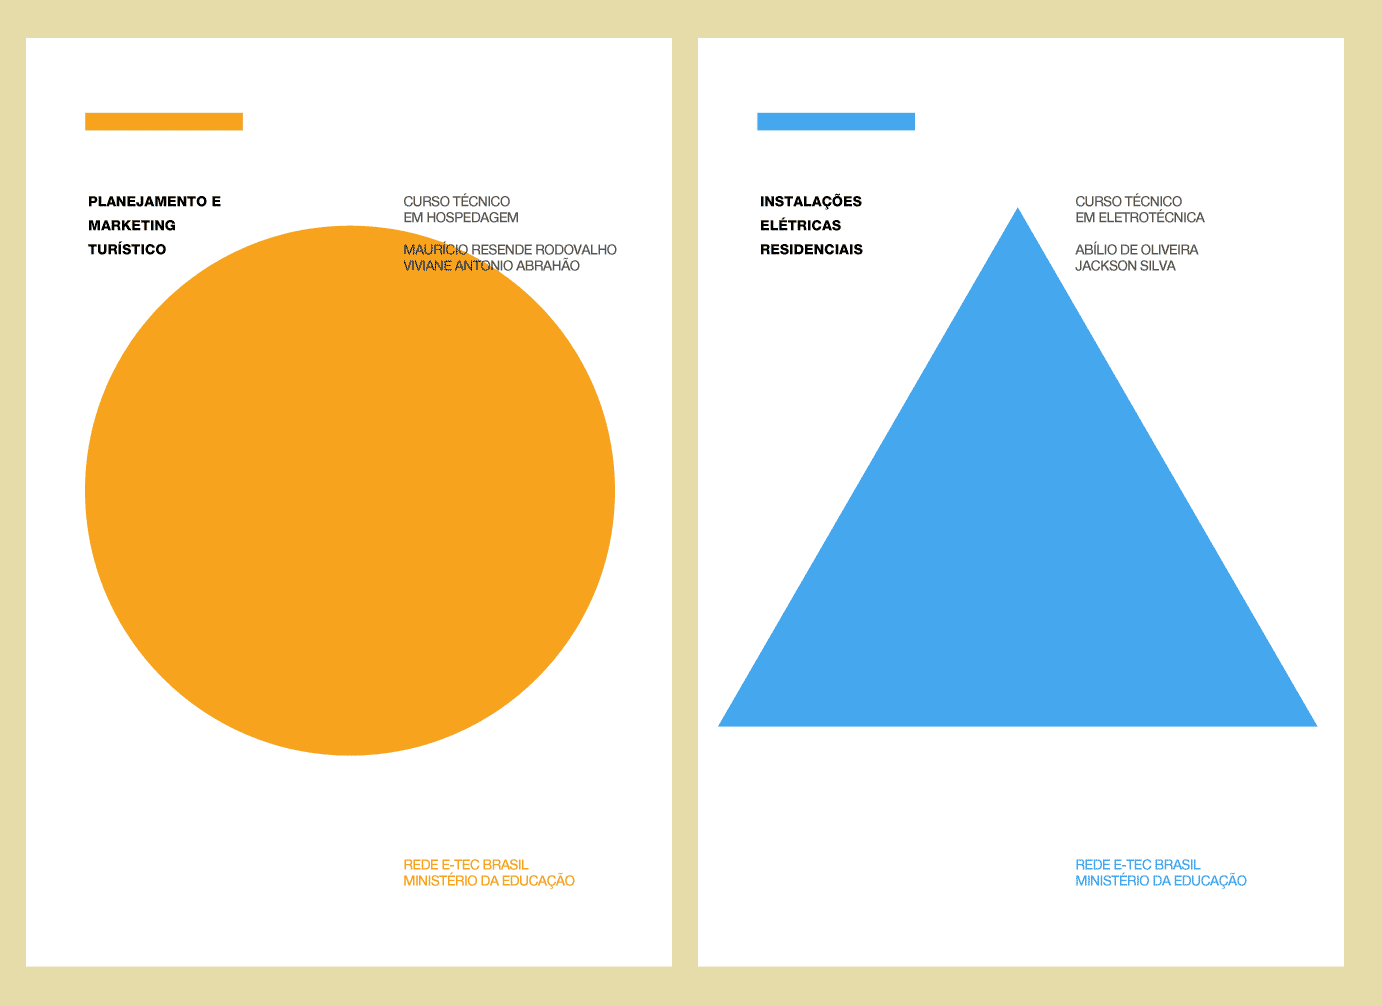 PLANEJAMENTO E
MARKETING
TURÍSTICO
CURSO TÉCNICO
EM HOSPEDAGEM
MAURÍCIO RESENDE RODOVALHO
VIVIANE ANTONIO ABRAHÃO
REDE E-TEC BRASIL
MINISTÉRIO DA EDUCAÇÃO
INSTALAÇÕES
ELÉTRICAS
RESIDENCIAIS
CURSO TÉCNICO
EM ELETROTÉCNICA
ABÍLIO DE OLIVEIRA
JACKSON SILVA
REDE E-TEC BRASIL
MINISTÉRIO DA EDUCAÇÃO